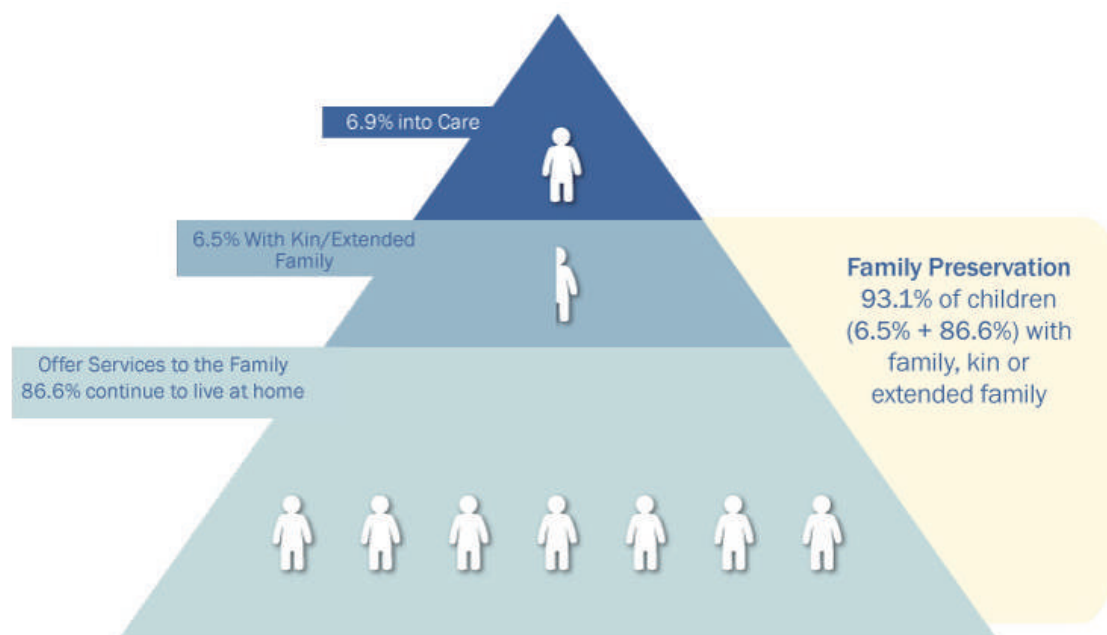 6.9% into Care
6.5% With Kin/Extended
Family
Offer Services to the Family
86.6% continue to live at home
Family Preservation
93.1% of children
(6.5% + 86.6%) with
family, kin or
extended family